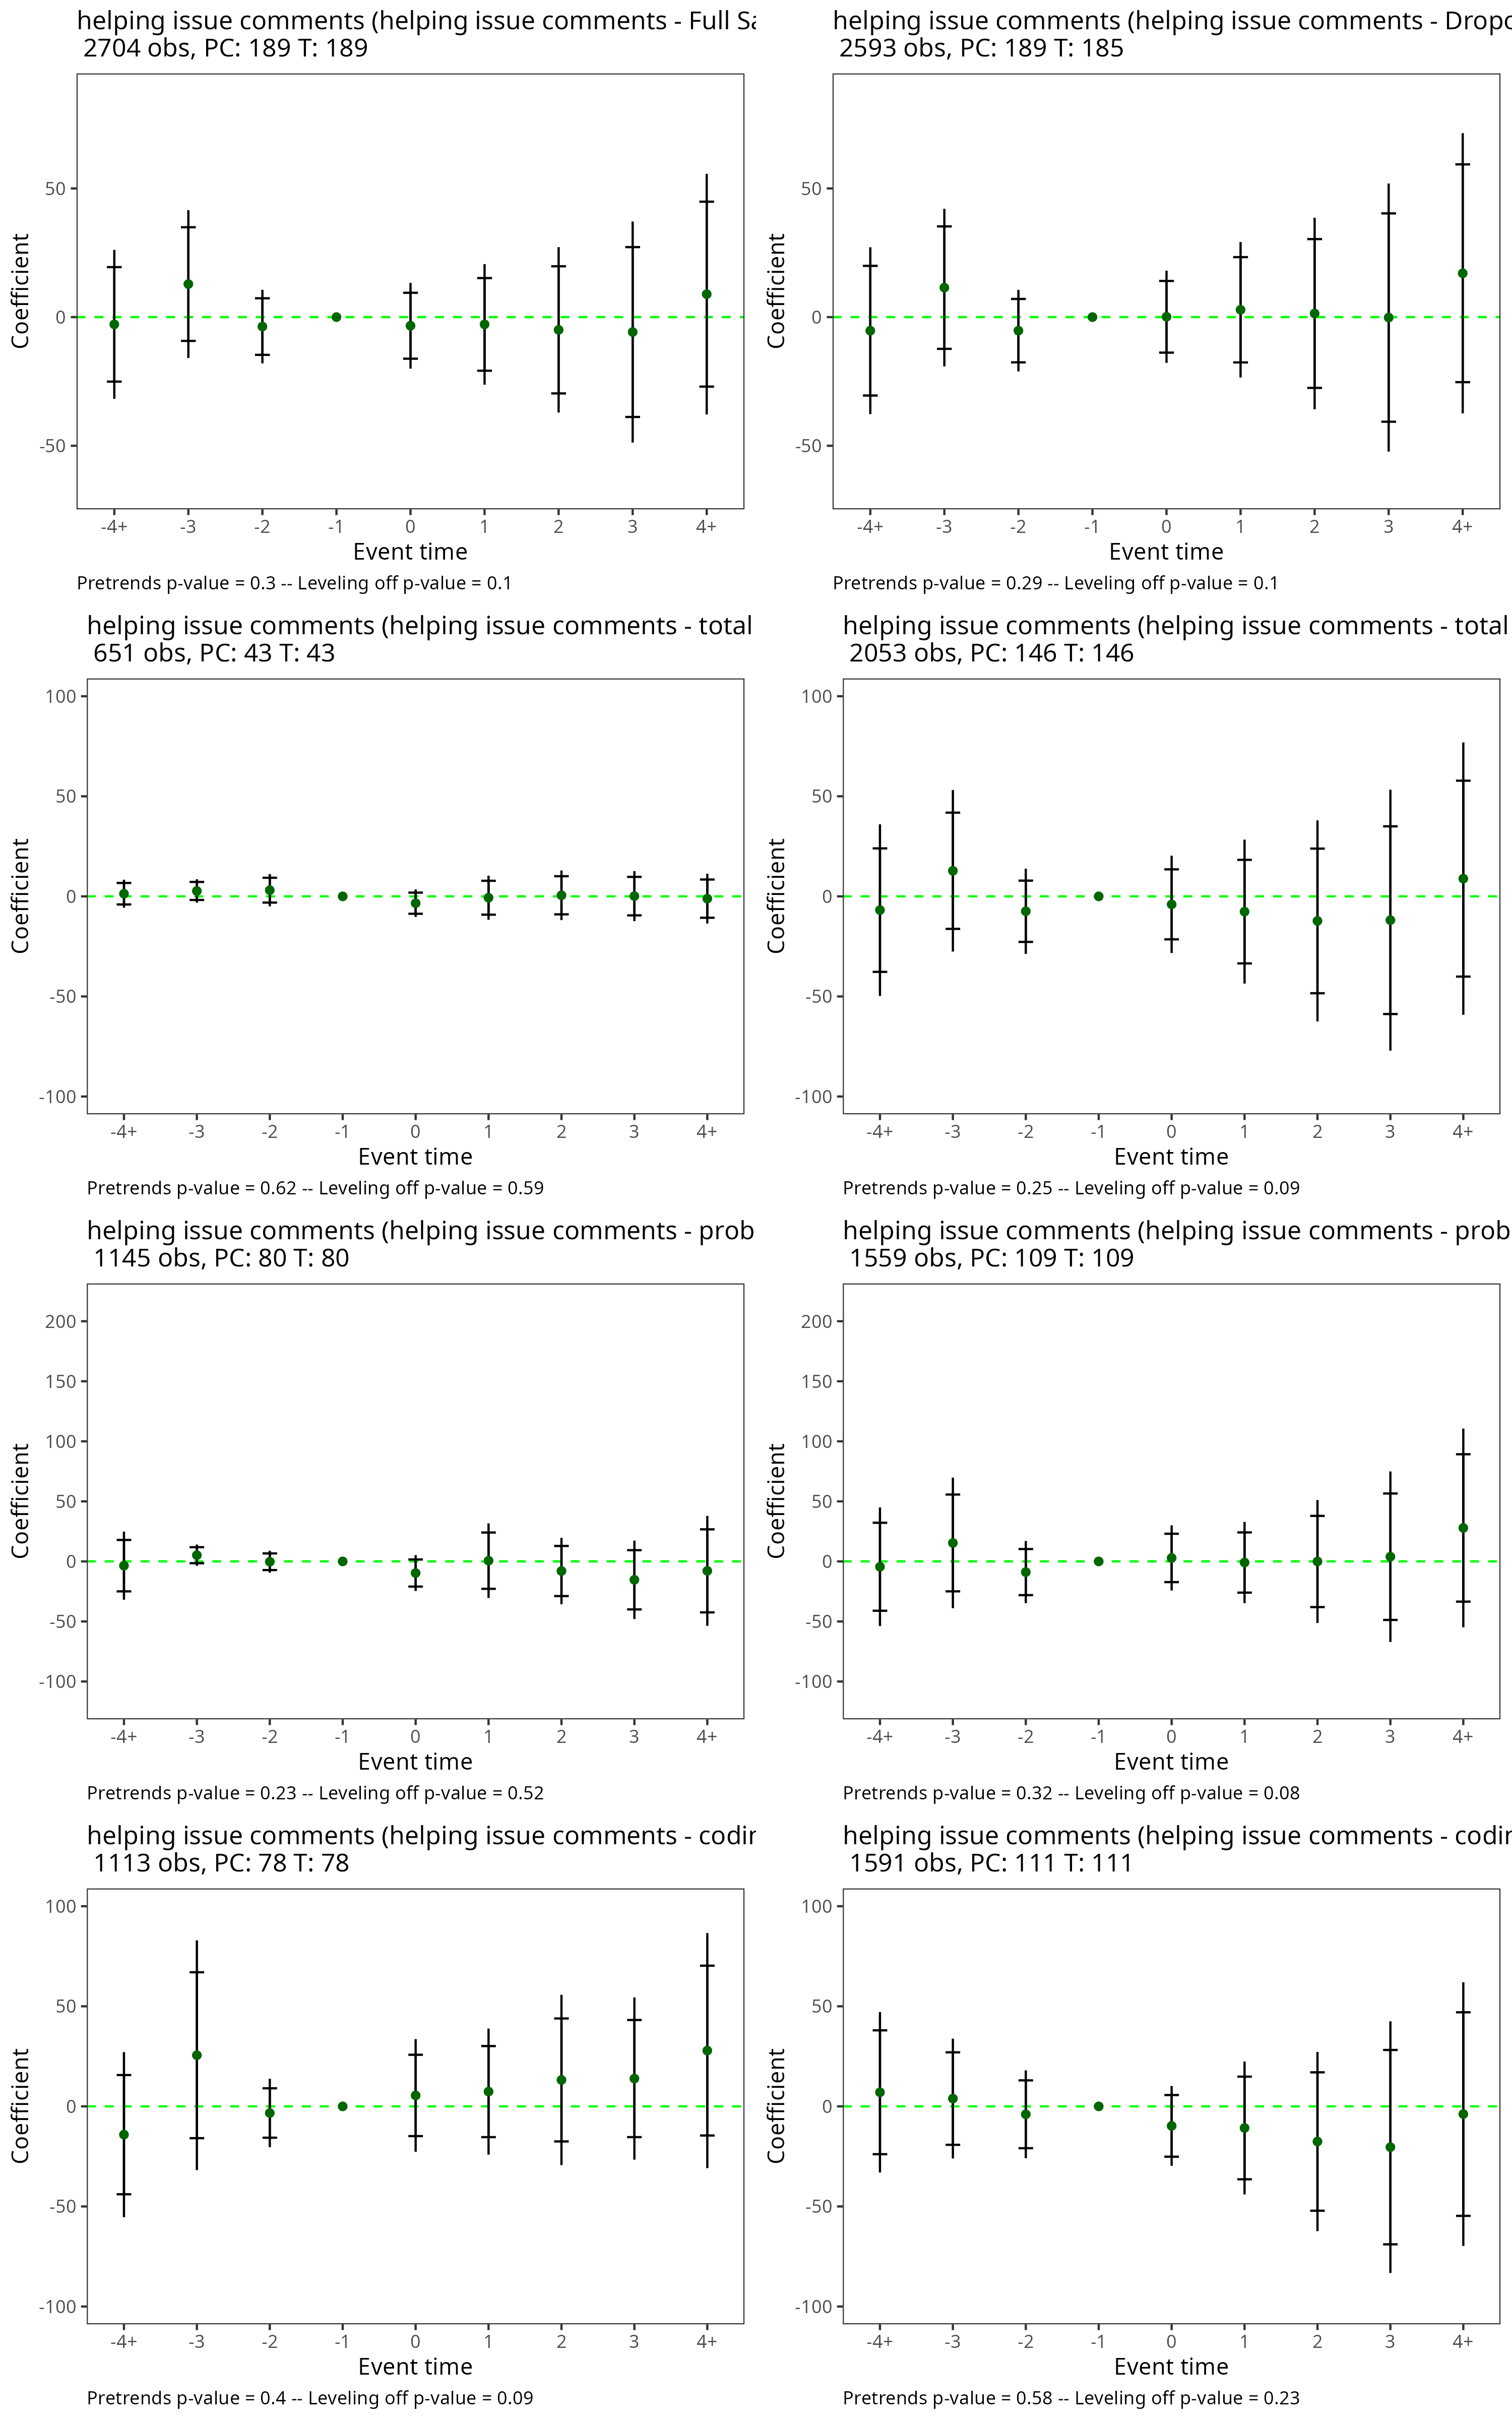 helping issue comments (helping issue comments - Full Sa
2704 obs, PC: 189 T: 189
Coefficient
50
0
-50
-4+ -3 -2 -1 0 1 2 3 4+
Event time
Pretrends p-value = 0.3 -- Leveling off p-value = 0.1
helping issue comments (helping issue comments - Dropo
2593 obs, PC: 189 T: 185
Coefficient
50
0
-50
-4+ -3 -2 -1 0 1 2 3 4+
Event time
Pretrends p-value = 0.29 -- Leveling off p-value = 0.1
helping issue comments (helping issue comments - total
651 obs, PC: 43 T: 43
Coefficient
100
50
0
-50
-100
-4+ -3 -2 -1 0 1 2 3 4+
Event time
Pretrends p-value = 0.62 -- Leveling off p-value = 0.59
helping issue comments (helping issue comments - total
2053 obs, PC: 146 T: 146
Coefficient
100
50
0
-50
-100
-4+ -3 -2 -1 0 1 2 3 4+
Event time
Pretrends p-value = 0.25 -- Leveling off p-value = 0.09
helping issue comments (helping issue comments - prob
1145 obs, PC: 80 T: 80
Coefficient
200
150
100
50
0
-50
-100
-4+ -3 -2 -1 0 1 2 3 4+
Event time
Pretrends p-value = 0.23 -- Leveling off p-value = 0.52
helping issue comments (helping issue comments - prob
1559 obs, PC: 109 T: 109
Coefficient
200
150
100
50
0
-50
-100
-4+ -3 -2 -1 0 1 2 3 4+
Event time
Pretrends p-value = 0.32 -- Leveling off p-value = 0.08
helping issue comments (helping issue comments - codin
1113 obs, PC: 78 T: 78
Coefficient
100
50
0
-50
-100
-4+ -3 -2 -1 0 1 2 3 4+
Event time
Pretrends p-value = 0.4 -- Leveling off p-value = 0.09
helping issue comments (helping issue comments - codin
1591 obs, PC: 111 T: 111
Coefficient
100
50
0
-50
-100
-4+ -3 -2 -1 0 1 2 3 4+
Event time
Pretrends p-value = 0.58 -- Leveling off p-value = 0.23